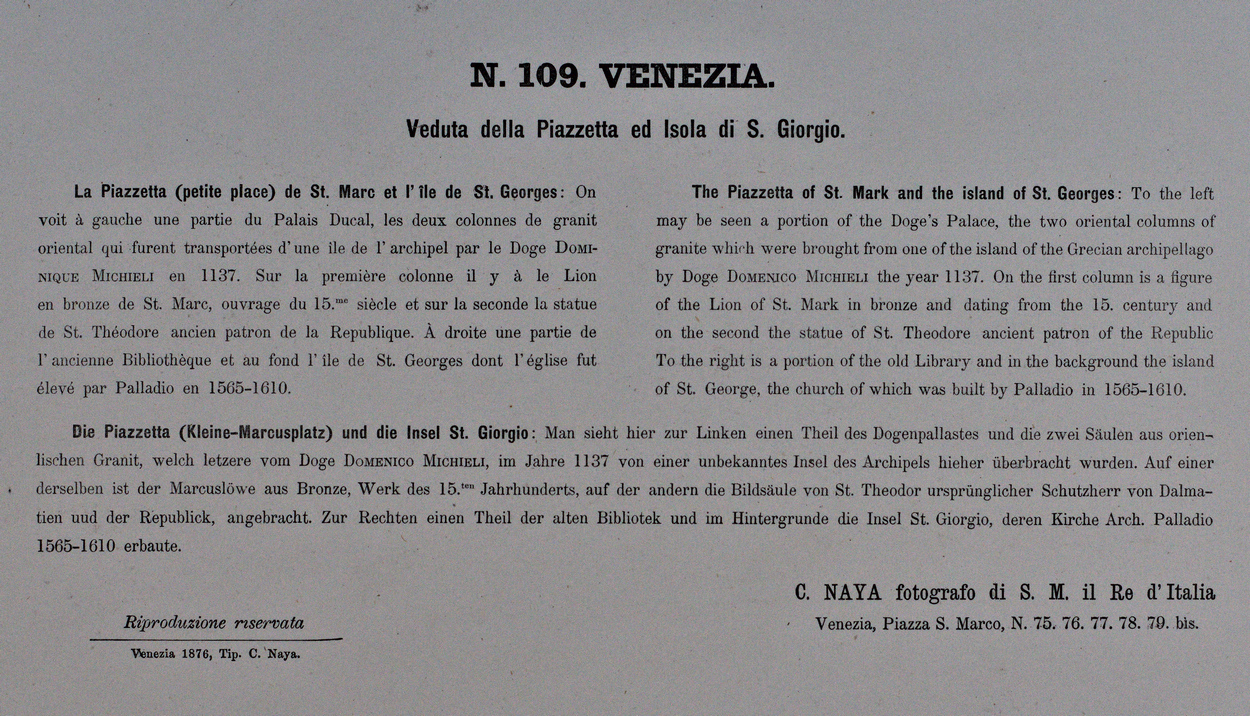 N. 109. VENEZIA.
Veduta della Piazzetta ed Isola di S. Giorgio.
La Piazzetta (petite place) de St. Marc et l'île de St. Georges: On
voit à gauche une partie du Palais Ducal, les deux colonnes de granit
oriental qui furent transportées d'une île de l'archipel par le Doge DOMI-
NIQUE MICHIELI en 1137. Sur la première colonne il y à le Lion
en bronze de St. Marc, ouvrage du 15.me siècle et sur la seconde la statue
de St. Théodore ancien patron de la Republique. À droite une partie de
l'ancienne Bibliothèque et au fond l'île de St. Georges dont l'église fut
élevé par Palladio en 1565-1610.
The Piazzetta of St. Mark and the island of St. Georges: To the left
may be seen a portion of the Doge's Palace, the two oriental columns of
granite which were brought from one of the island of the Grecian archipellago
by Doge DOMENICO MICHIELI the year 1137. On the first column is a figure
of the Lion of St. Mark in bronze and dating from the 15. century and
on the second the statue of St. Theodore ancient patron of the Republic
To the right is a portion of the old Library and in the background the island
of St. George, the church of which was built by Palladio in 1565-1610.
Die Piazzetta (Kleine-Marcusplatz) und die Insel St. Giorgio: Man sieht hier zur Linken einen Theil des Dogenpallastes und die zwei Säulen aus orien-
lischen Granit, welch letzere vom Doge DOMENICO MICHIELI, im Jahre 1137 von einer unbekanntes Insel des Archipels hieher überbracht wurden. Auf einer
derselben ist der Marcuslöwe aus Bronze, Werk des 15.ten Jahrhunderts, auf der andern die Bildsäule von St. Theodor ursprünglicher Schutzherr von Dalma-
tien uud der Republick, angebracht. Zur Rechten einen Theil der alten Bibliotek und im Hintergrunde die Insel St. Giorgio, deren Kirche Arch. Palladio
1565-1610 erbaute.
C. NAYA fotografo di S. M. il Re d'Italia
Venezia, Piazza S. Marco, N. 75. 76. 77. 78. 79. bis.
Riproduzione riservata
Venezia 1876, Tip. C. Naya.